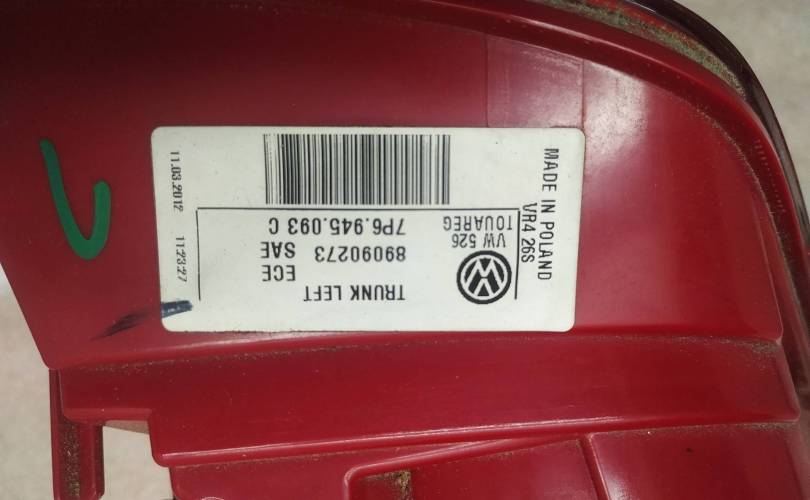 TRUNK LEFT
ECE
SAE
89090273
VW 526
TOUAREG
7P6.945.093 C
MADE IN POLAND
VR4 26S
11.03.2012 11:23:27